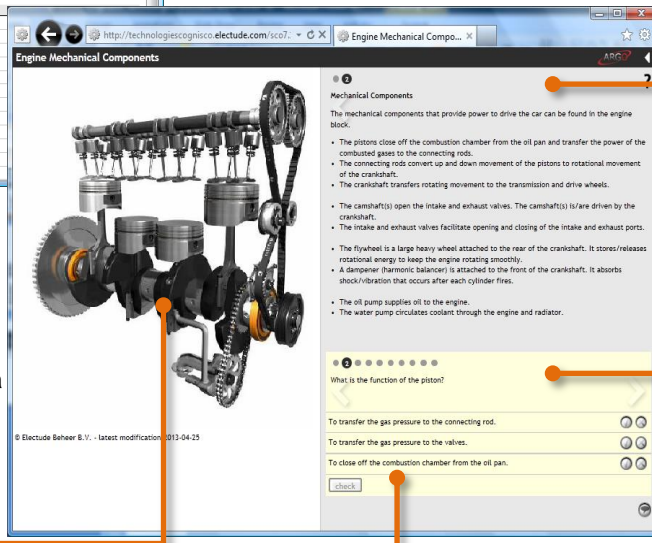 http://technologiescognisco.electude.com/sco7.
Engine Mechanical Compo...
Engine Mechanical Components
ARGO
2
?
Mechanical Components
The mechanical components that provide power to drive the car can be found in the engine
block.
• The pistons close off the combustion chamber from the oil pan and transfer the power of the
combusted gases to the connecting rods.
• The connecting rods convert up and down movement of the pistons to rotational movement
of the crankshaft.
• The crankshaft transfers rotating movement to the transmission and drive wheels.
• The camshaft(s) open the intake and exhaust valves. The camshaft(s) is/are driven by the
crankshaft.
• The intake and exhaust valves facilitate opening and closing of the intake and exhaust ports.
• The flywheel is a large heavy wheel attached to the rear of the crankshaft. It stores/releases
rotational energy to keep the engine rotating smoothly.
• A dampener (harmonic balancer) is attached to the front of the crankshaft. It absorbs
shock/vibration that occurs after each cylinder fires.
• The oil pump supplies oil to the engine.
• The water pump circulates coolant through the engine and radiator.
2
What is the function of the piston?
To transfer the gas pressure to the connecting rod.
To transfer the gas pressure to the valves.
To close off the combustion chamber from the oil pan.
check
© Electude Beheer B.V. - latest modification 2013-04-25